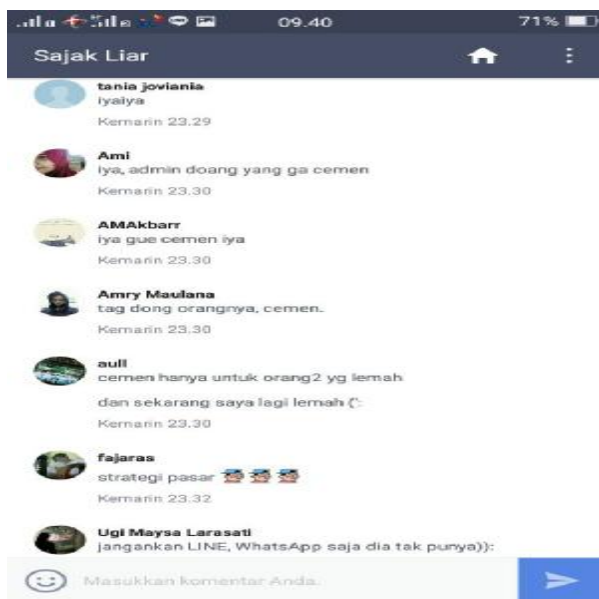 09.40
71%
Sajak Liar
tania joviania
iyaiya
Kemarin 23.29
Ami
iya, admin doang yang ga cemen
Kemarin 23.30
AMAkbarr
iya gue cemen iya
Kemarin 23.30
Amry Maulana
tag dong orangnya, cemen.
Kemarin 23.30
aull
cemen hanya untuk orang2 yg lemah
dan sekarang saya lagi lemah (':
Kemarin 23.30
fajaras
strategi pasar
Kemarin 23.32
Ugi Maysa Larasati
jangankan LINE, WhatsApp saja dia tak punya)):
Masukkan komentar Anda.